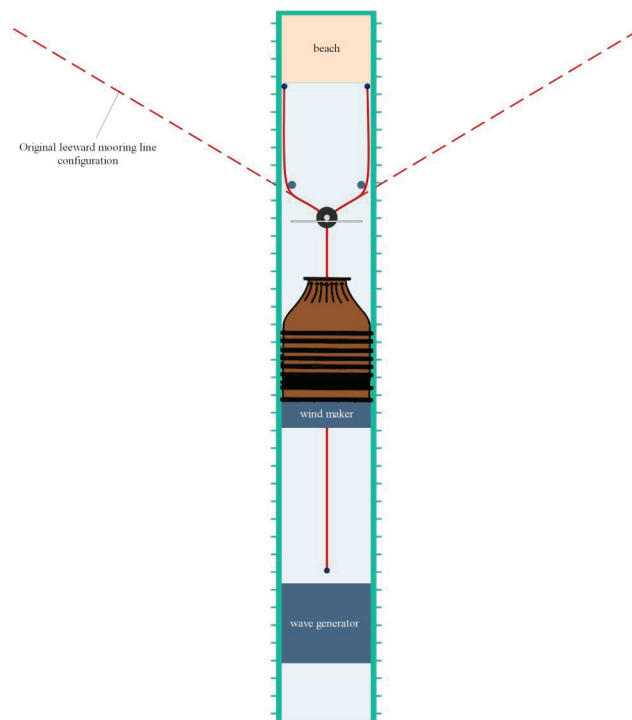 beach
Original leeward mooring line
configuration
wind maker
wave generator